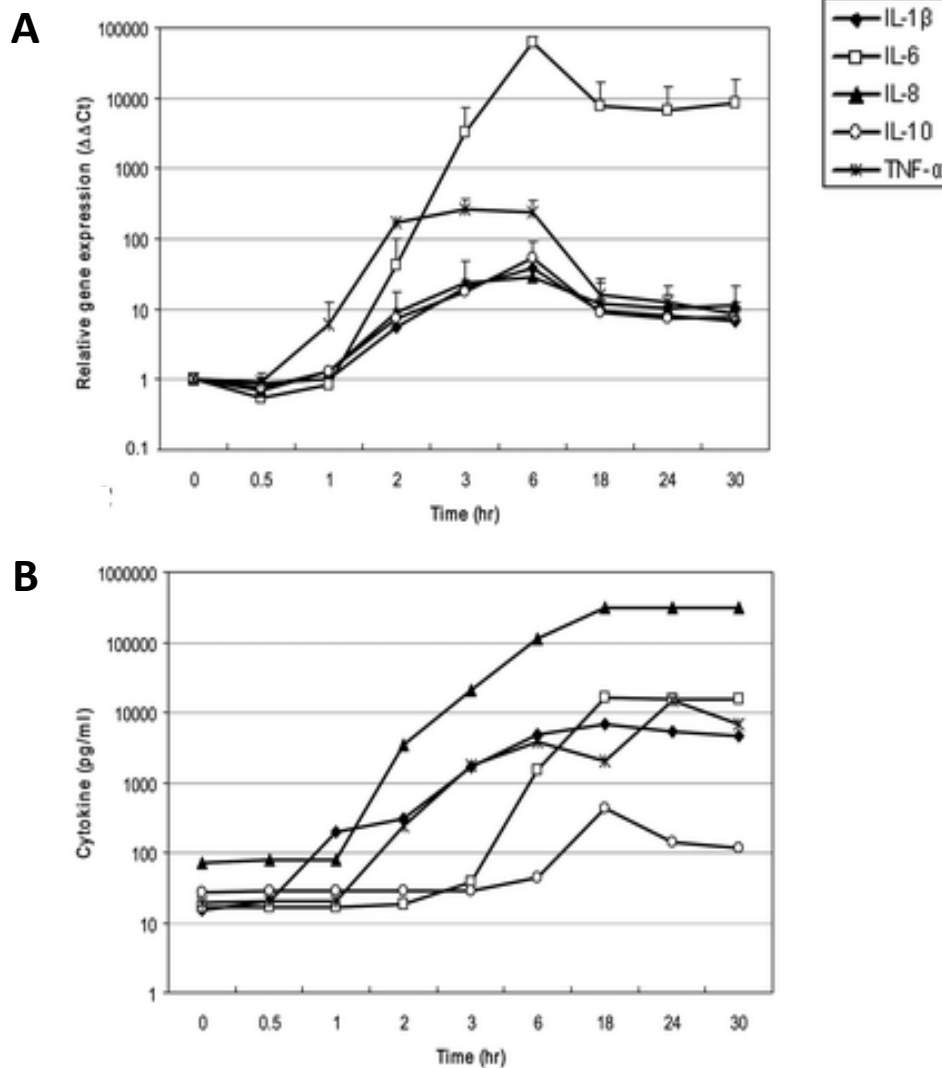 A
IL-1β
IL-6
IL-8
IL-10
TNF-α
100000
10000
1000
100
10
1
0.1
Relative gene expression (ΔΔCt)
0 0.5 1 2 3 6 18 24 30
Time (hr)
B
1000000
100000
10000
1000
100
10
1
Cytokine (pg/ml)
0 0.5 1 2 3 6 18 24 30
Time (hr)